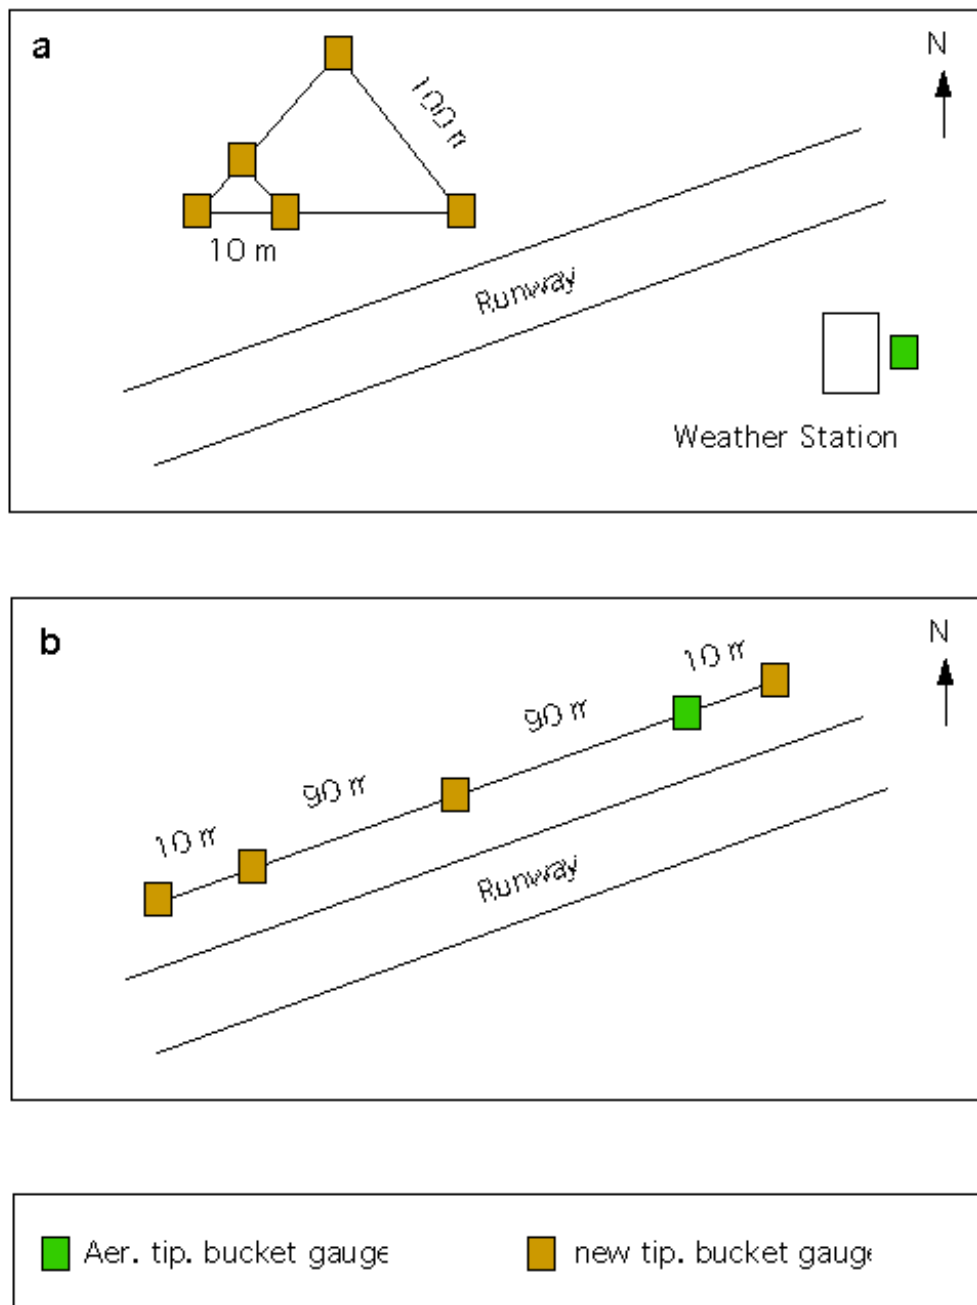 a
N
100 m
10 m
Runway
Weather Station
b
N
10 m
90 m
90 m
10 m
Runway
Aer. tip. bucket gauge
new tip. bucket gauge